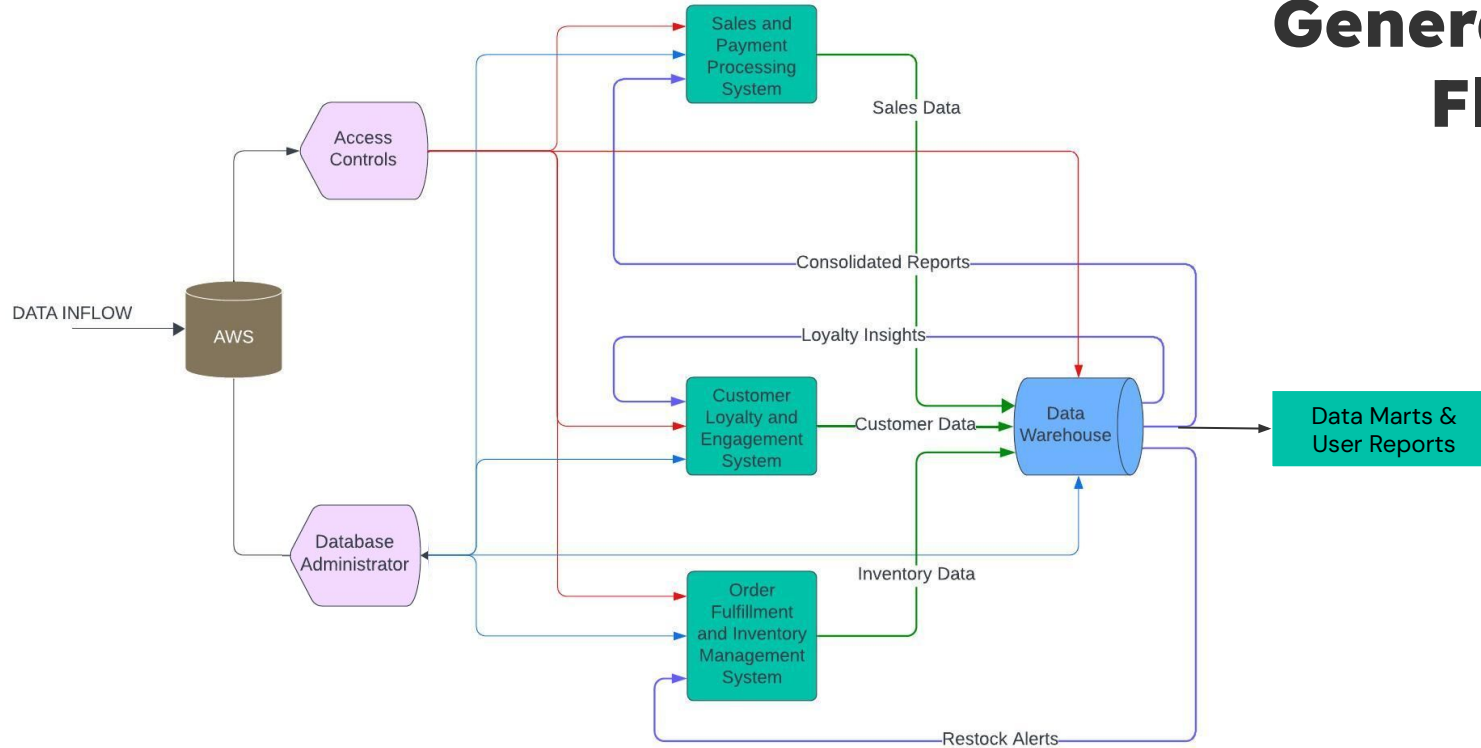 Sales and
Payment
Processing
System
Sales Data
Access
Controls
Consolidated Reports
DATA INFLOW
AWS
Loyalty Insights
Customer
Loyalty and
Engagement
System
Customer Data
Data
Warehouse
Data Marts &
User Reports
Database
Administrator
Inventory Data
Order
Fulfillment
and Inventory
Management
System
Restock Alerts